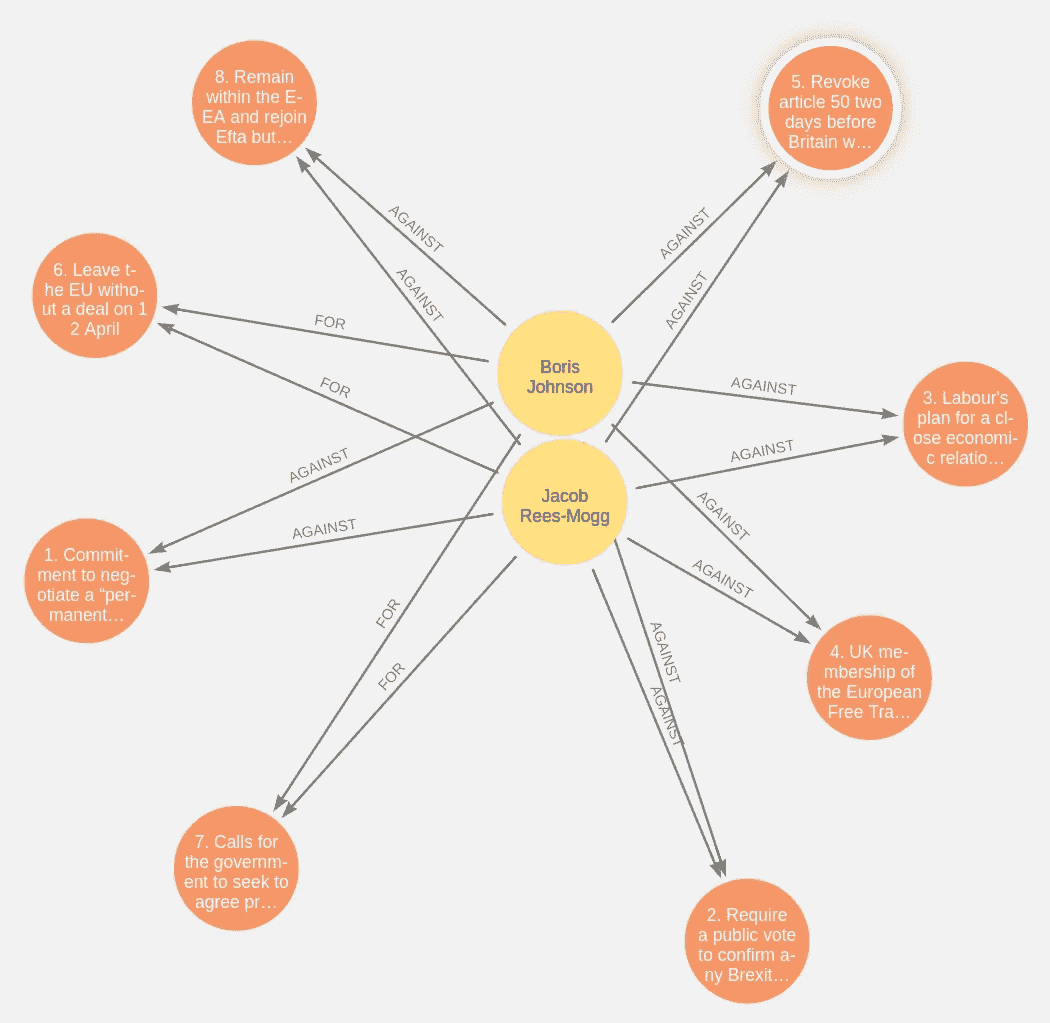 8. Remain
within the E-
EA and rejoin
Efta but…
5. Revoke
article 50 two
days before
Britain w…
AGAINST
AGAINST
AGAINST
AGAINST
6. Leave t-
he EU witho-
ut a deal on 1
2 April
FOR
FOR
Boris
Johnson
AGAINST
3. Labour's
plan for a cl-
ose economi-
c relatio…
AGAINST
AGAINST
Jacob
Rees-Mogg
AGAINST
AGAINST
AGAINST
1. Commit-
ment to neg-
otiate a “per-
manent…
FOR
FOR
AGAINST
AGAINST
4. UK me-
mbership of
the European
Free Tra…
7. Calls for
the governm-
ent to seek to
agree pr…
2. Require
a public vote
to confirm a-
ny Brexit…